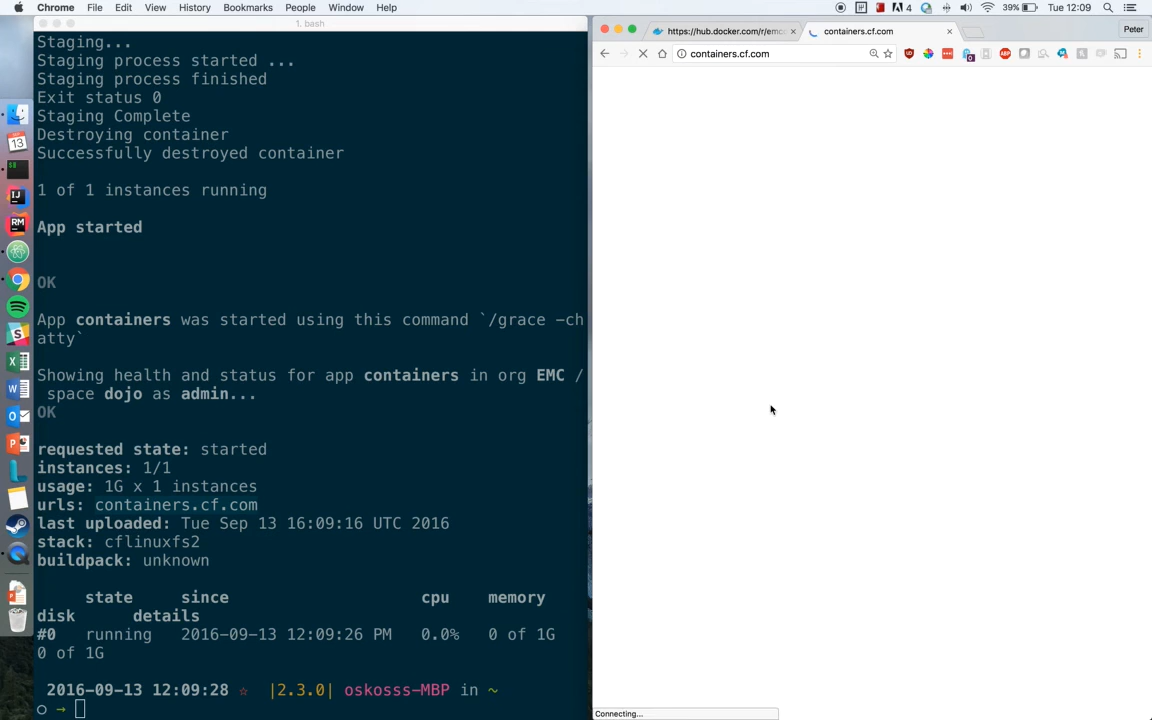 Chrome File Edit View History Bookmarks People Window Help
4 39% Tue 12:09
1. bash
Staging...
Staging process started ...
Staging process finished
Exit status 0
Staging Complete
Destroying container
Successfully destroyed container
1 of 1 instances running
App started
OK
App containers was started using this command `/grace -ch
atty`
Showing health and status for app containers in org EMC /
space dojo as admin...
OK
requested state: started
instances: 1/1
usage: 1G x 1 instances
urls: containers.cf.com
last uploaded: Tue Sep 13 16:09:16 UTC 2016
stack: cflinuxfs2
buildpack: unknown
state since cpu memory
disk details
#0 running 2016-09-13 12:09:26 PM 0.0% 0 of 1G
0 of 1G
2016-09-13 12:09:28 ☆ |2.3.0| oskosss-MBP in ~
○ →
https://hub.docker.com/r/emc
containers.cf.com
Peter
containers.cf.com
Connecting...